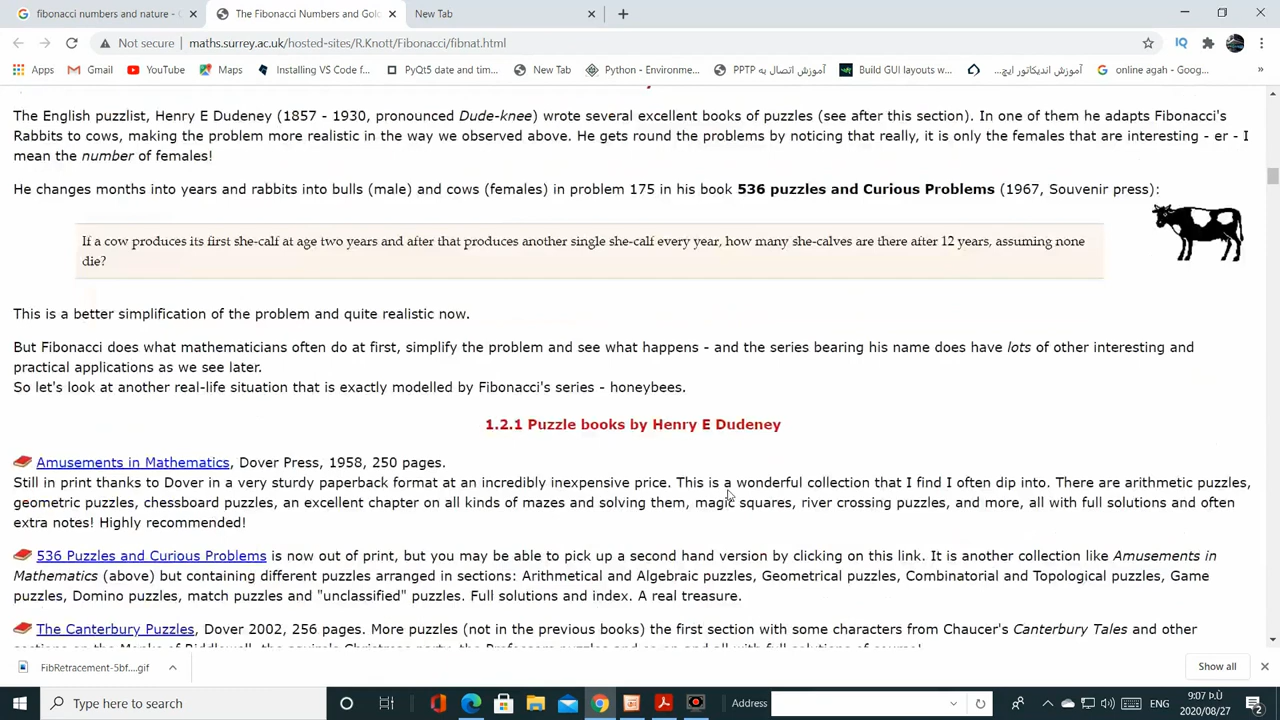 fibonacci numbers and nature - G
The Fibonacci Numbers and Gold
New Tab
Not secure
maths.surrey.ac.uk/hosted-sites/R.Knott/Fibonacci/fibnat.html
Apps
Gmail
YouTube
Maps
Installing VS Code f...
PyQt5 date and tim...
New Tab
Python - Environme...
آموزش اتصال به PPTP
Build GUI layouts w...
آموزش اندیکاتور ایچ...
online agah - Goog...
The English puzzlist, Henry E Dudeney (1857 - 1930, pronounced Dude-knee) wrote several excellent books of puzzles (see after this section). In one of them he adapts Fibonacci's
Rabbits to cows, making the problem more realistic in the way we observed above. He gets round the problems by noticing that really, it is only the females that are interesting - er - I
mean the number of females!
He changes months into years and rabbits into bulls (male) and cows (females) in problem 175 in his book 536 puzzles and Curious Problems (1967, Souvenir press):
If a cow produces its first she-calf at age two years and after that produces another single she-calf every year, how many she-calves are there after 12 years, assuming none
die?
This is a better simplification of the problem and quite realistic now.
But Fibonacci does what mathematicians often do at first, simplify the problem and see what happens - and the series bearing his name does have lots of other interesting and
practical applications as we see later.
So let's look at another real-life situation that is exactly modelled by Fibonacci's series - honeybees.
1.2.1 Puzzle books by Henry E Dudeney
Amusements in Mathematics, Dover Press, 1958, 250 pages.
Still in print thanks to Dover in a very sturdy paperback format at an incredibly inexpensive price. This is a wonderful collection that I find I often dip into. There are arithmetic puzzles,
geometric puzzles, chessboard puzzles, an excellent chapter on all kinds of mazes and solving them, magic squares, river crossing puzzles, and more, all with full solutions and often
extra notes! Highly recommended!
536 Puzzles and Curious Problems is now out of print, but you may be able to pick up a second hand version by clicking on this link. It is another collection like Amusements in
Mathematics (above) but containing different puzzles arranged in sections: Arithmetical and Algebraic puzzles, Geometrical puzzles, Combinatorial and Topological puzzles, Game
puzzles, Domino puzzles, match puzzles and "unclassified" puzzles. Full solutions and index. A real treasure.
The Canterbury Puzzles, Dover 2002, 256 pages. More puzzles (not in the previous books) the first section with some characters from Chaucer's Canterbury Tales and other
FibRetracement-5bf....gif
Show all
Type here to search
Address
ENG
9:07
2020/08/27
2